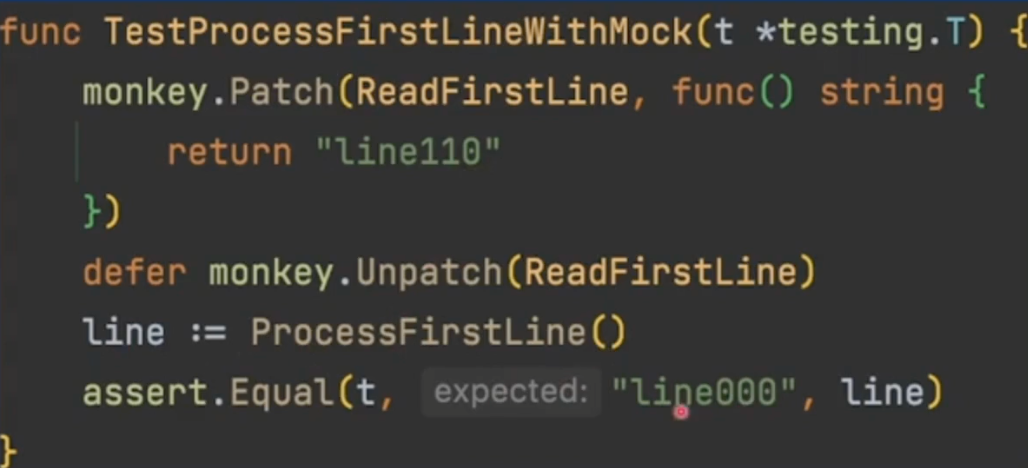 func TestProcessFirstLineWithMock(t *testing.T) {
    monkey.Patch(ReadFirstLine, func() string {
        return "line110"
    })
    defer monkey.Unpatch(ReadFirstLine)
    line := ProcessFirstLine()
    assert.Equal(t, expected: "line000", line)
}